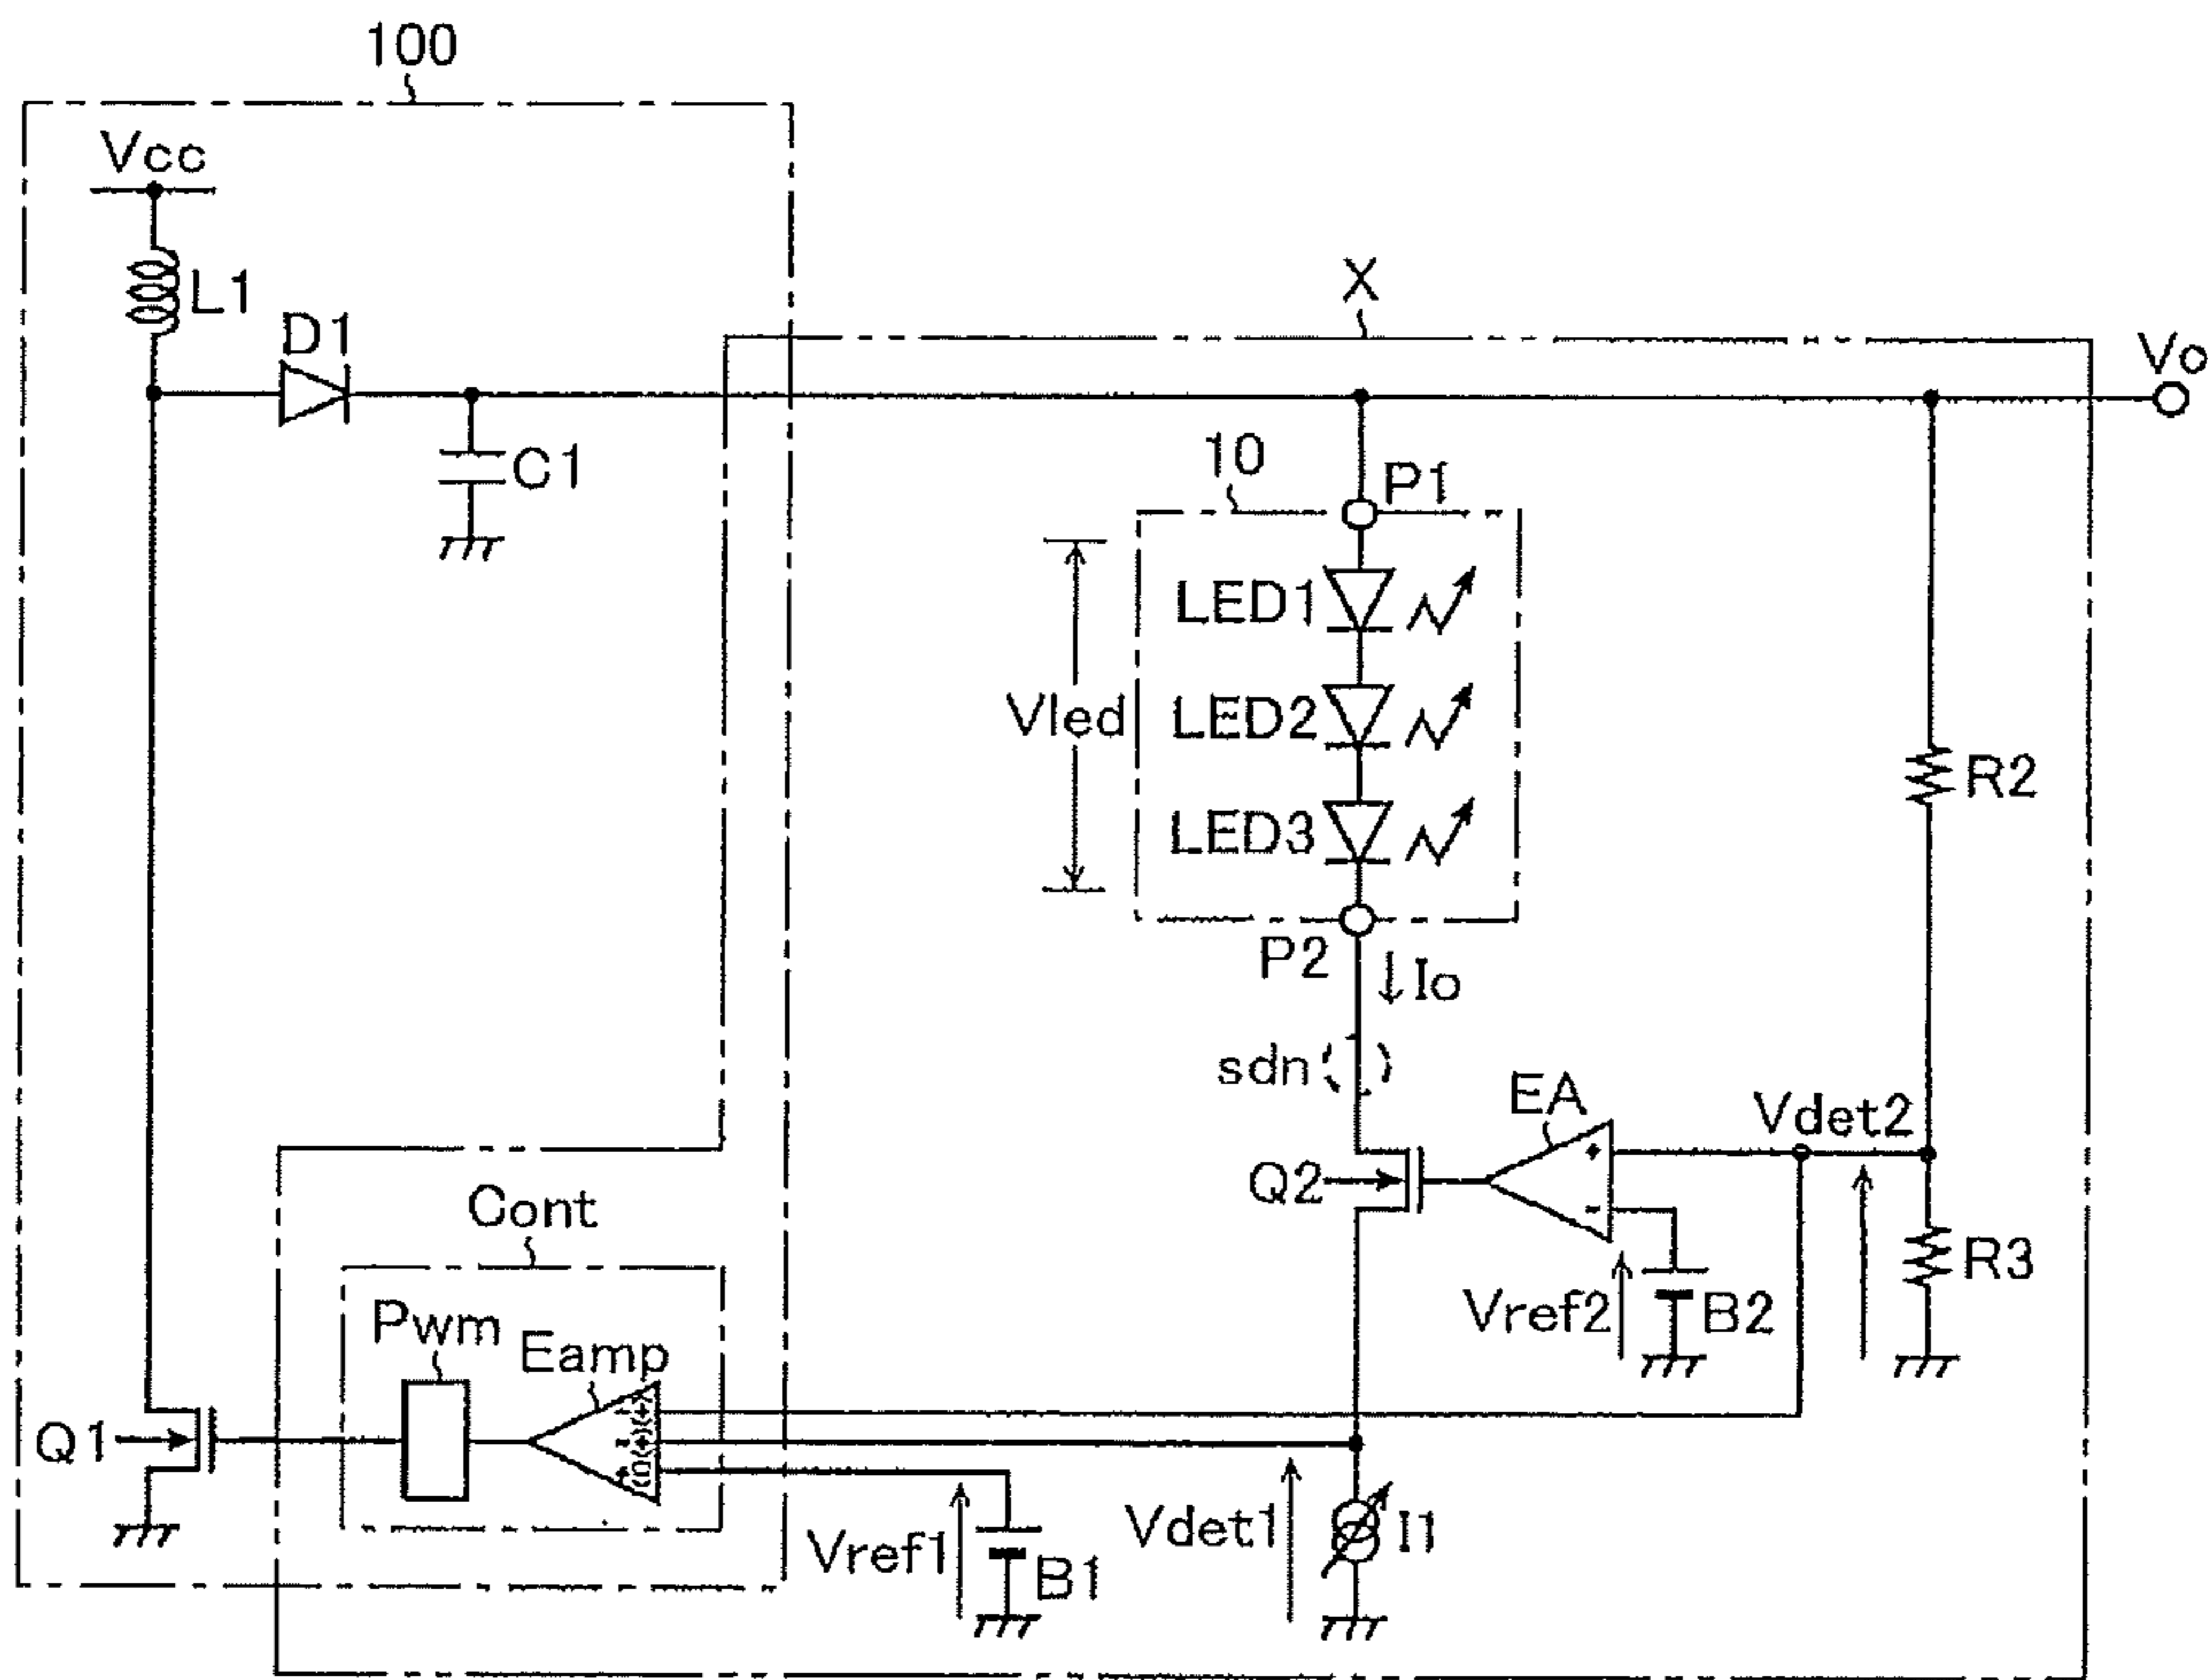 100
Vcc
L1
D1
C1
X
Vo
10
P1
LED1
Vled
LED2
LED3
R2
P2
Io
sdn
EA
Vdet2
Q2
+
-
Cont
Pwm
Eamp
Vref2
B2
R3
Q1
Vref1
B1
Vdet1
I1